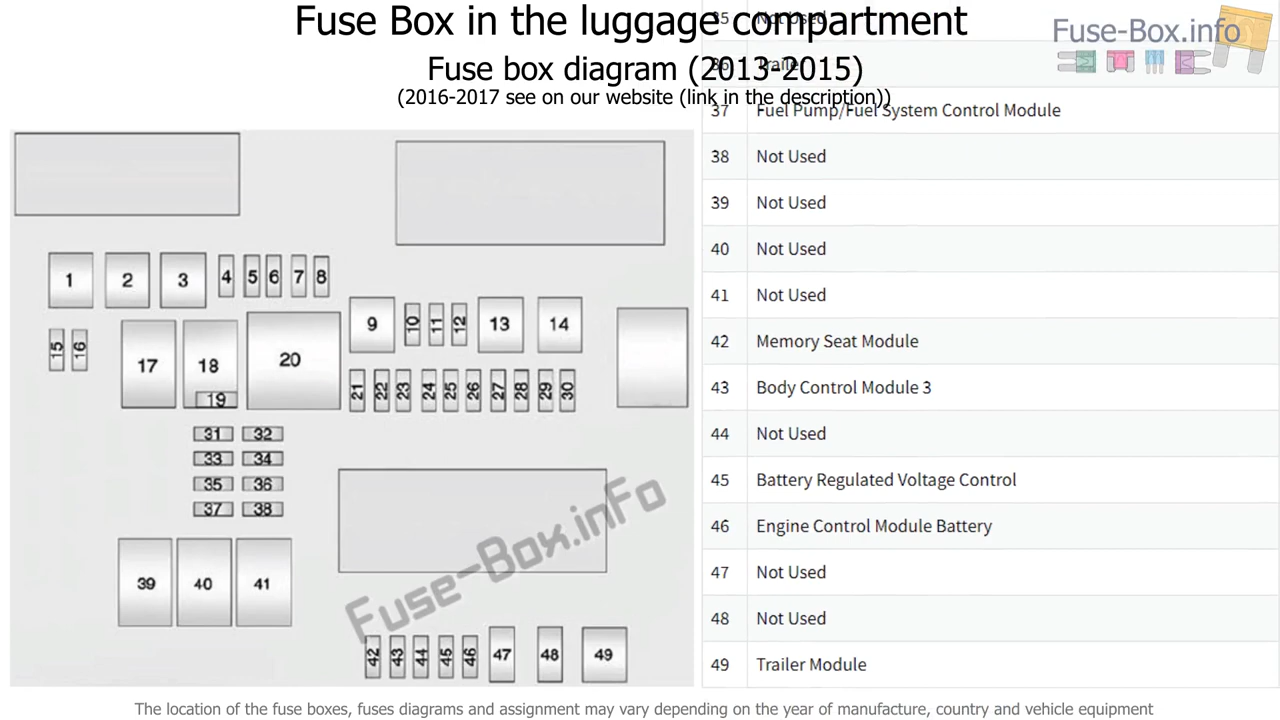 Fuse Box in the luggage compartment
Fuse box diagram (2013-2015)
(2016-2017 see on our website (link in the description))
Fuse-Box.info
1 2 3 4 5 6 7 8
9 10 11 12 13 14
15 16 17 18 19 20
21 22 23 24 25 26 27 28 29 30
31 32
33 34
35 36
37 38
39 40 41
42 43 44 45 46 47 48 49
Fuse-Box.info
35 Not Used
36 Trailer
37 Fuel Pump/Fuel System Control Module
38 Not Used
39 Not Used
40 Not Used
41 Not Used
42 Memory Seat Module
43 Body Control Module 3
44 Not Used
45 Battery Regulated Voltage Control
46 Engine Control Module Battery
47 Not Used
48 Not Used
49 Trailer Module
The location of the fuse boxes, fuses diagrams and assignment may vary depending on the year of manufacture, country and vehicle equipment